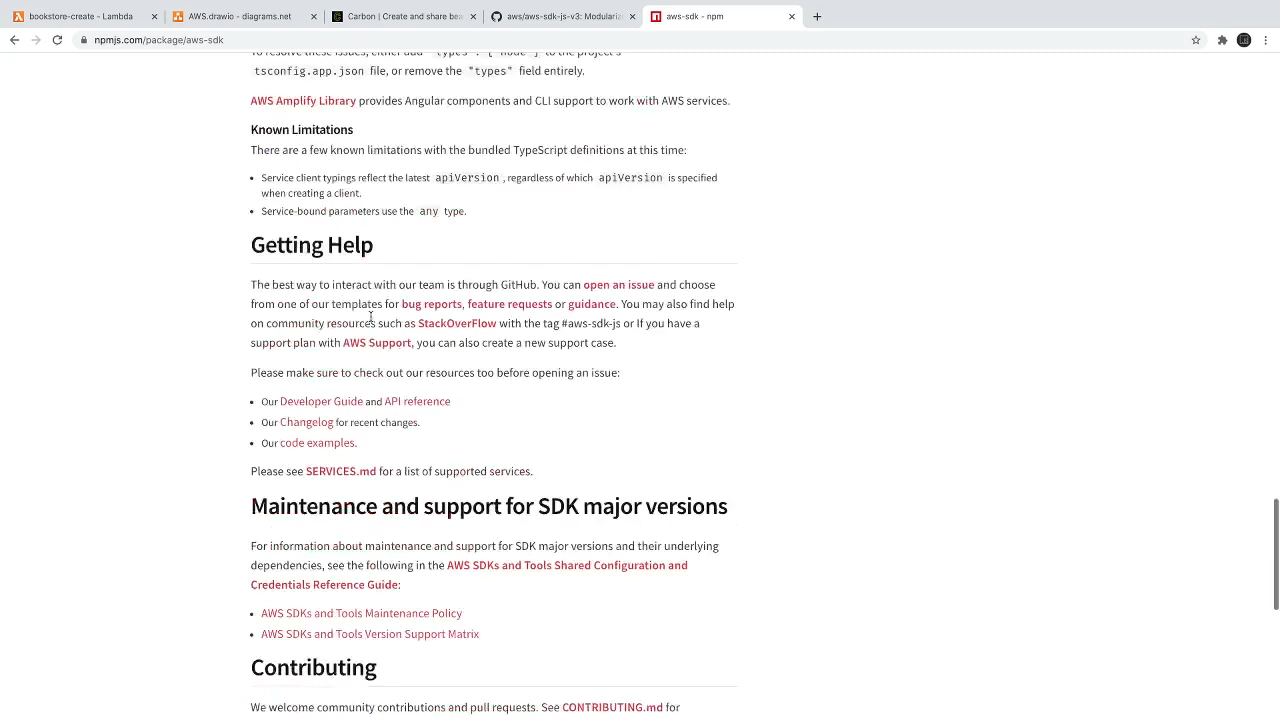 bookstore-create - Lambda
AWS.drawio - diagrams.net
Carbon | Create and share bea
aws/aws-sdk-js-v3: Modulariz
aws-sdk - npm
npmjs.com/package/aws-sdk
To resolve these issues, either add "types": ["node"] to the project's
tsconfig.app.json file, or remove the "types" field entirely.
AWS Amplify Library provides Angular components and CLI support to work with AWS services.
Known Limitations
There are a few known limitations with the bundled TypeScript definitions at this time:
• Service client typings reflect the latest apiVersion, regardless of which apiVersion is specified
when creating a client.
• Service-bound parameters use the any type.
Getting Help
The best way to interact with our team is through GitHub. You can open an issue and choose
from one of our templates for bug reports, feature requests or guidance. You may also find help
on community resources such as StackOverFlow with the tag #aws-sdk-js or If you have a
support plan with AWS Support, you can also create a new support case.
Please make sure to check out our resources too before opening an issue:
• Our Developer Guide and API reference
• Our Changelog for recent changes.
• Our code examples.
Please see SERVICES.md for a list of supported services.
Maintenance and support for SDK major versions
For information about maintenance and support for SDK major versions and their underlying
dependencies, see the following in the AWS SDKs and Tools Shared Configuration and
Credentials Reference Guide:
• AWS SDKs and Tools Maintenance Policy
• AWS SDKs and Tools Version Support Matrix
Contributing
We welcome community contributions and pull requests. See CONTRIBUTING.md for